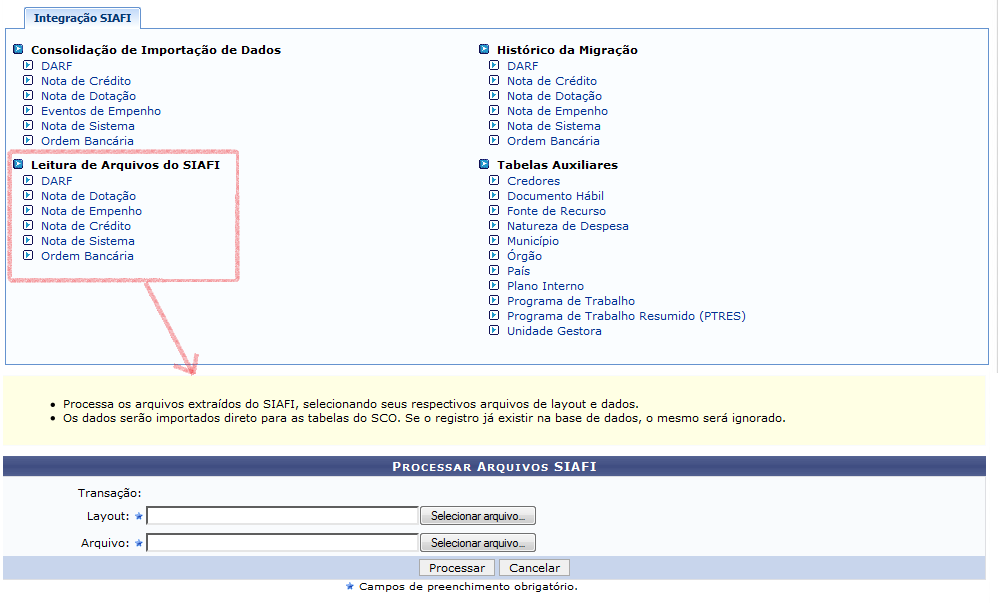 Integração SIAFI
Consolidação de Importação de Dados
DARF
Nota de Crédito
Nota de Dotação
Eventos de Empenho
Nota de Sistema
Ordem Bancária
Leitura de Arquivos do SIAFI
DARF
Nota de Dotação
Nota de Empenho
Nota de Crédito
Nota de Sistema
Ordem Bancária
Histórico da Migração
DARF
Nota de Crédito
Nota de Dotação
Nota de Empenho
Nota de Sistema
Ordem Bancária
Tabelas Auxiliares
Credores
Documento Hábil
Fonte de Recurso
Natureza de Despesa
Município
Órgão
País
Plano Interno
Programa de Trabalho
Programa de Trabalho Resumido (PTRES)
Unidade Gestora
• Processa os arquivos extraídos do SIAFI, selecionando seus respectivos arquivos de layout e dados.
• Os dados serão importados direto para as tabelas do SCO. Se o registro já existir na base de dados, o mesmo será ignorado.
Processar Arquivos SIAFI
Transação:
Layout: Selecionar arquivo...
Arquivo: Selecionar arquivo...
Processar Cancelar
Campos de preenchimento obrigatório.